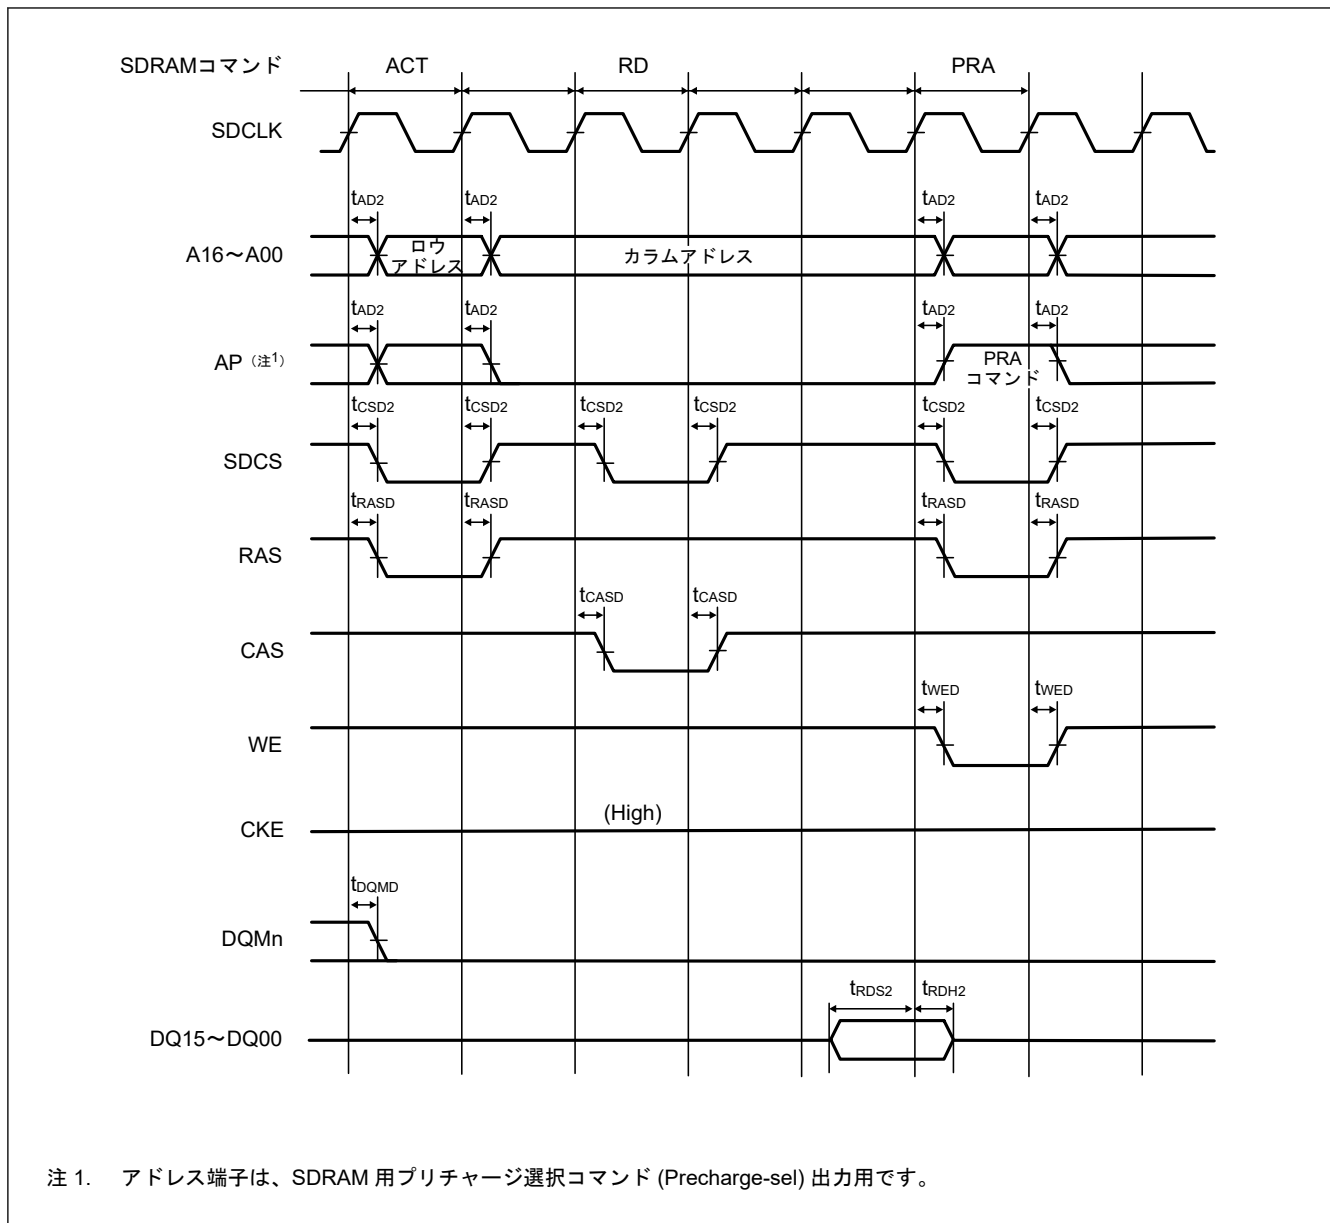 SDRAMコマンド ACT RD PRA
SDCLK
tAD2 tAD2 tAD2 tAD2
A16～A00 ロウ アドレス カラムアドレス
tAD2 tAD2 tAD2 tAD2
AP（注1） PRA コマンド
tCSD2 tCSD2 tCSD2 tCSD2 tCSD2 tCSD2
SDCS
tRASD tRASD tRASD tRASD
RAS
tCASD tCASD
CAS
tWED tWED
WE
(High)
CKE
tDQMD
DQMn
tRDS2 tRDH2
DQ15～DQ00
注 1. アドレス端子は、SDRAM 用プリチャージ選択コマンド (Precharge-sel) 出力用です。